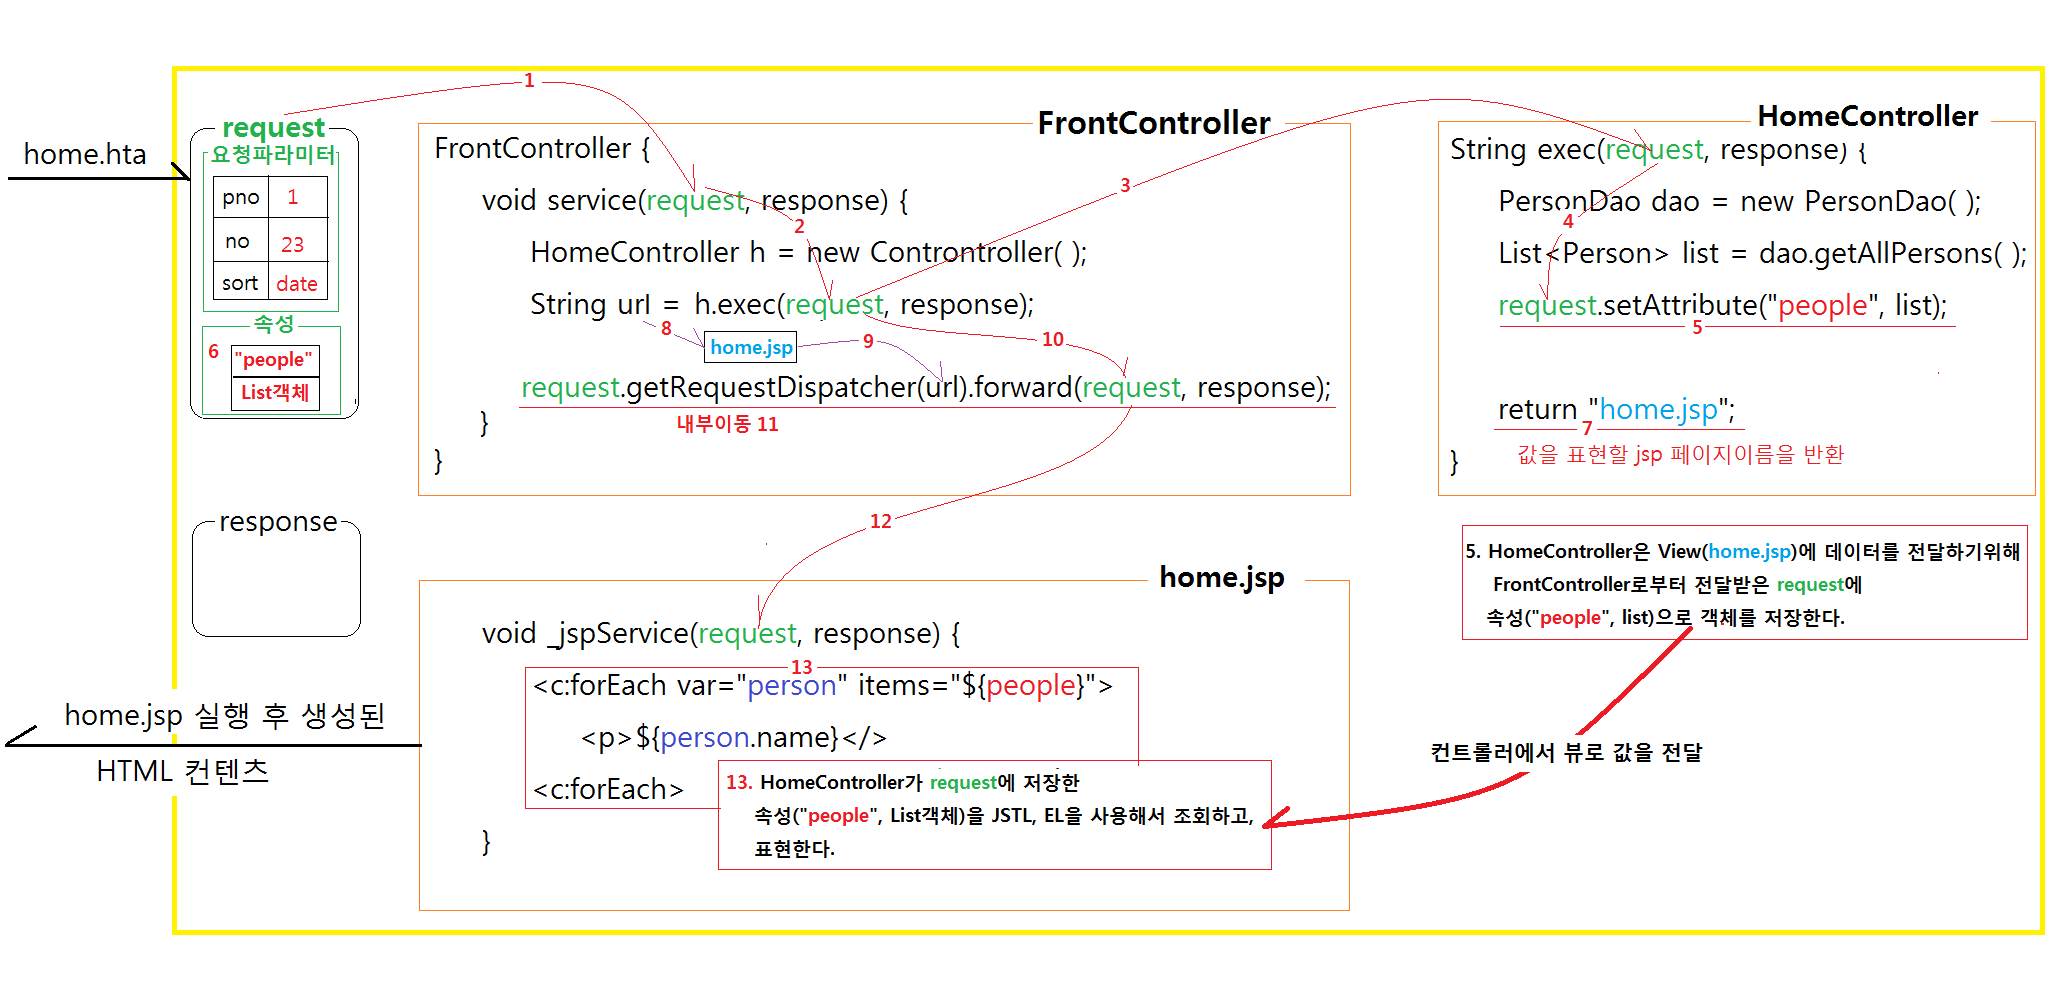 home.hta
request
요청파라미터
pno 1
no 23
sort date
속성
6
"people"
List객체
response
home.jsp 실행 후 생성된
HTML 컨텐츠
1
FrontController
FrontController {
void service(request, response) {
2
HomeController h = new Controntroller( );
String url = h.exec(request, response);
8
home.jsp
9
10
request.getRequestDispatcher(url).forward(request, response);
내부이동 11
}
}
3
HomeController
String exec(request, response) {
PersonDao dao = new PersonDao( );
4
List<Person> list = dao.getAllPersons( );
request.setAttribute("people", list);
5
return "home.jsp";
7
값을 표현할 jsp 페이지이름을 반환
}
12
home.jsp
void _jspService(request, response) {
13
<c:forEach var="person" items="${people}">
<p>${person.name}</>
<c:forEach>
}
13. HomeController가 request에 저장한
속성("people", List객체)을 JSTL, EL을 사용해서 조회하고,
표현한다.
5. HomeController은 View(home.jsp)에 데이터를 전달하기위해
FrontController로부터 전달받은 request에
속성("people", list)으로 객체를 저장한다.
컨트롤러에서 뷰로 값을 전달